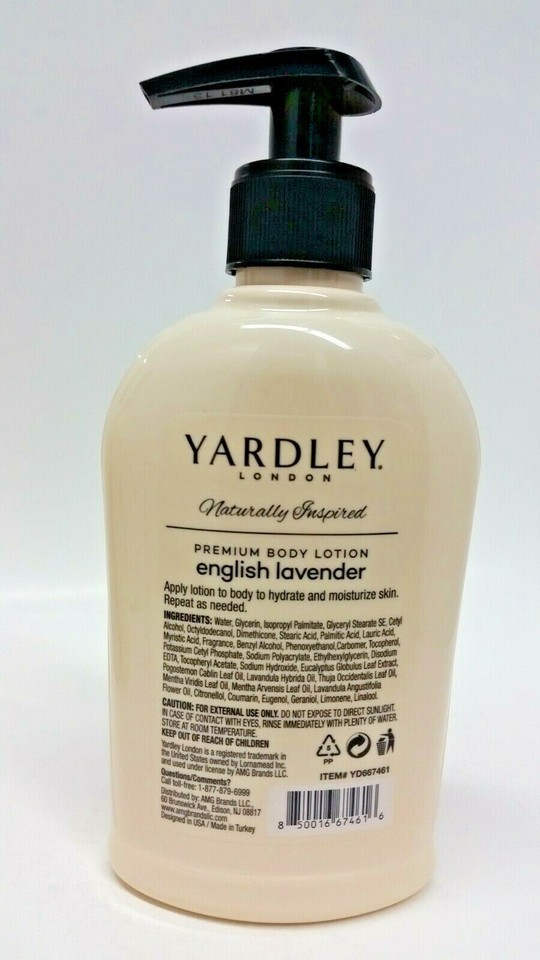 M61 13
YARDLEY
LONDON
Naturally Inspired
PREMIUM BODY LOTION
english lavender
Apply lotion to body to hydrate and moisturize skin.
Repeat as needed.
INGREDIENTS: Water, Glycerin, Isopropyl Palmitate, Glyceryl Stearate SE, Cetyl
Alcohol, Octyldodecanol, Dimethicone, Stearic Acid, Palmitic Acid, Lauric Acid,
Myristic Acid, Fragrance, Benzyl Alcohol, Phenoxyethanol,Carbomer, Tocopherol,
Potassium Cetyl Phosphate, Sodium Polyacrylate, Ethylhexylglycerin, Disodium
EDTA, Tocopheryl Acetate, Sodium Hydroxide, Eucalyptus Globulus Leaf Extract,
Pogostemon Cablin Leaf Oil, Lavandula Hybrida Oil, Thuja Occidentalis Leaf Oil,
Mentha Viridis Leaf Oil, Mentha Arvensis Leaf Oil, Lavandula Angustifolia
Flower Oil, Citronellol, Coumarin, Eugenol, Geraniol, Limonene, Linalool.
CAUTION: FOR EXTERNAL USE ONLY. DO NOT EXPOSE TO DIRECT SUNLIGHT.
IN CASE OF CONTACT WITH EYES, RINSE IMMEDIATELY WITH PLENTY OF WATER.
STORE AT ROOM TEMPERATURE.
KEEP OUT OF REACH OF CHILDREN
Yardley London is a registered trademark in
the United States owned by Lornamead Inc.
and used under license by AMG Brands LLC.
Questions/Comments?
Call toll-free: 1-877-879-6999
Distributed by: AMG Brands LLC.,
60 Brunswick Ave., Edison, NJ 08817
www.amgbrandsllc.com
Designed in USA / Made in Turkey
5
PP
ITEM# YD667461
8 50016 67461 6